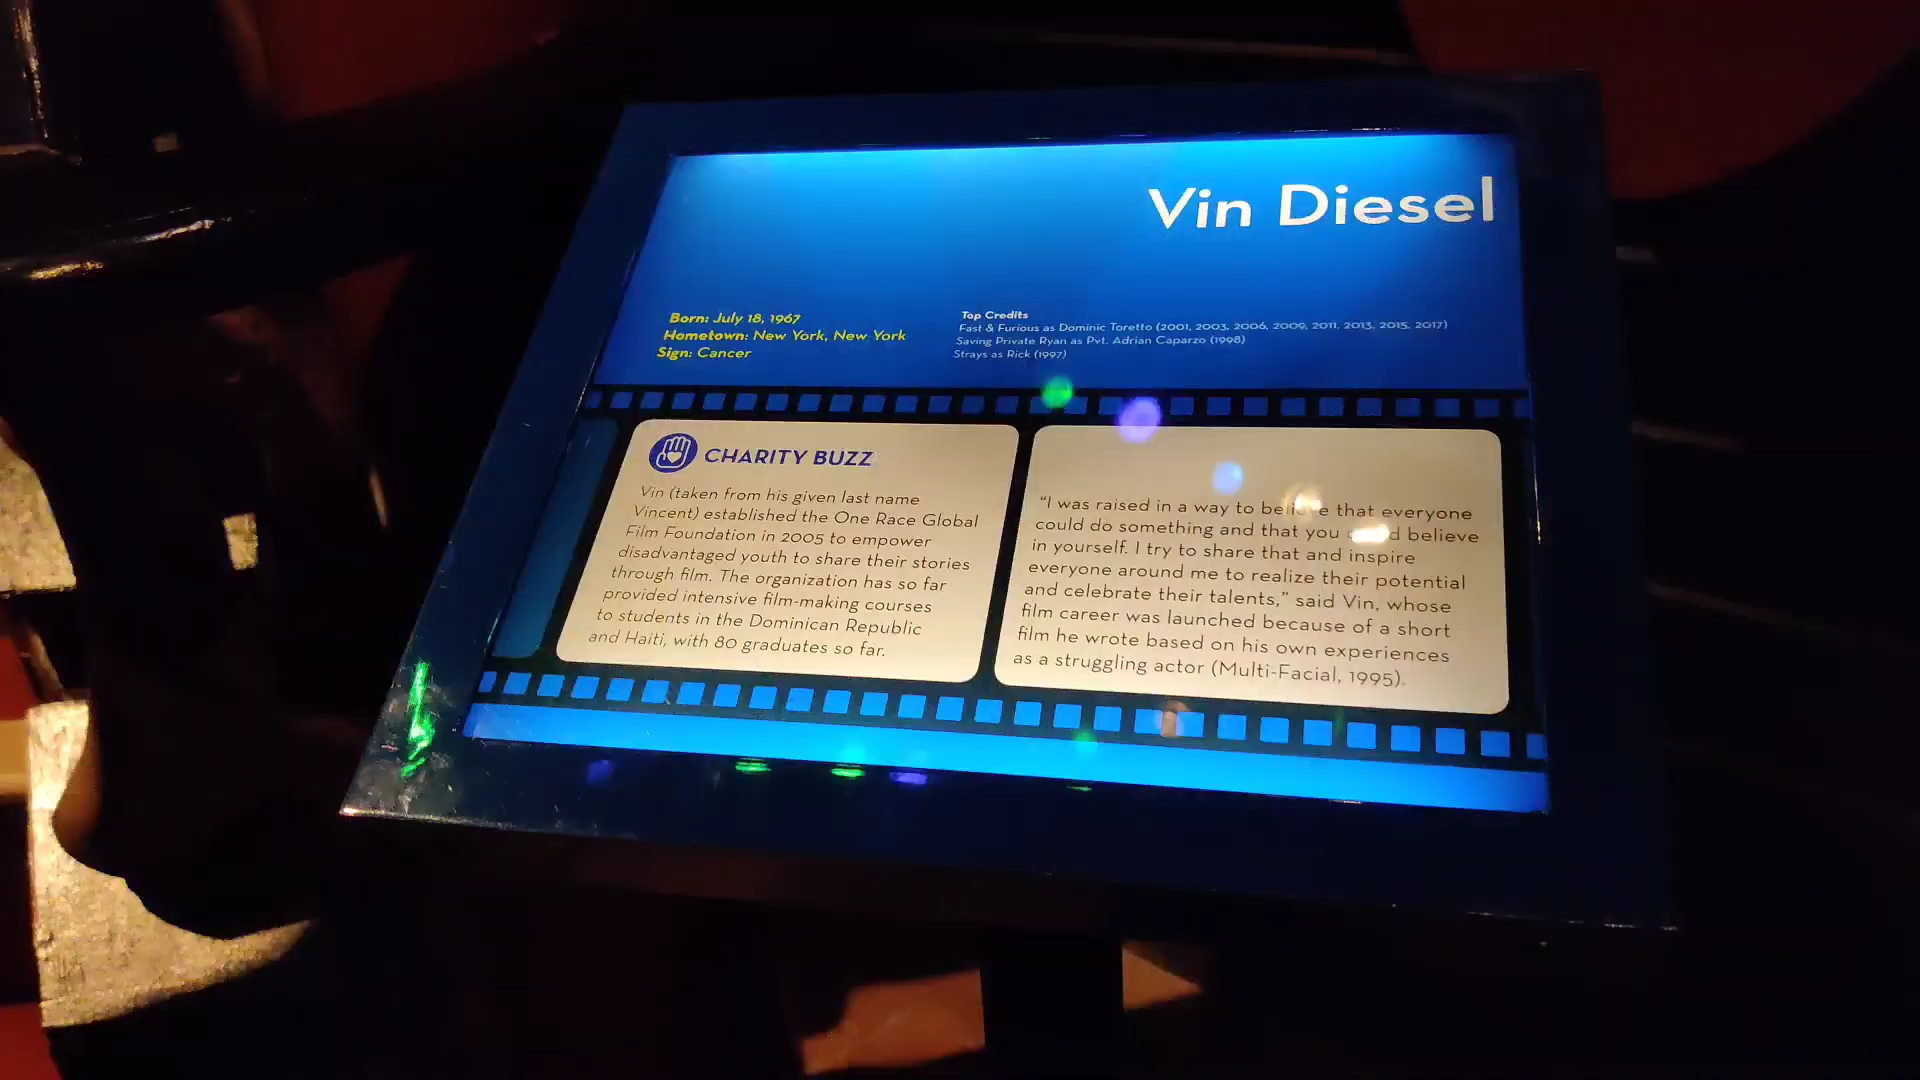 Vin Diesel
Born: July 18, 1967
Hometown: New York, New York
Sign: Cancer
Top Credits
Fast & Furious as Dominic Toretto (2001, 2003, 2006, 2009, 2011, 2013, 2015, 2017)
Saving Private Ryan as Pvt. Adrian Caparzo (1998)
Strays as Rick (1997)
CHARITY BUZZ
Vin (taken from his given last name
Vincent) established the One Race Global
Film Foundation in 2005 to empower
disadvantaged youth to share their stories
through film. The organization has so far
provided intensive film-making courses
to students in the Dominican Republic
and Haiti, with 80 graduates so far.
"I was raised in a way to believe that everyone
could do something and that you could believe
in yourself. I try to share that and inspire
everyone around me to realize their potential
and celebrate their talents," said Vin, whose
film career was launched because of a short
film he wrote based on his own experiences
as a struggling actor (Multi-Facial, 1995).